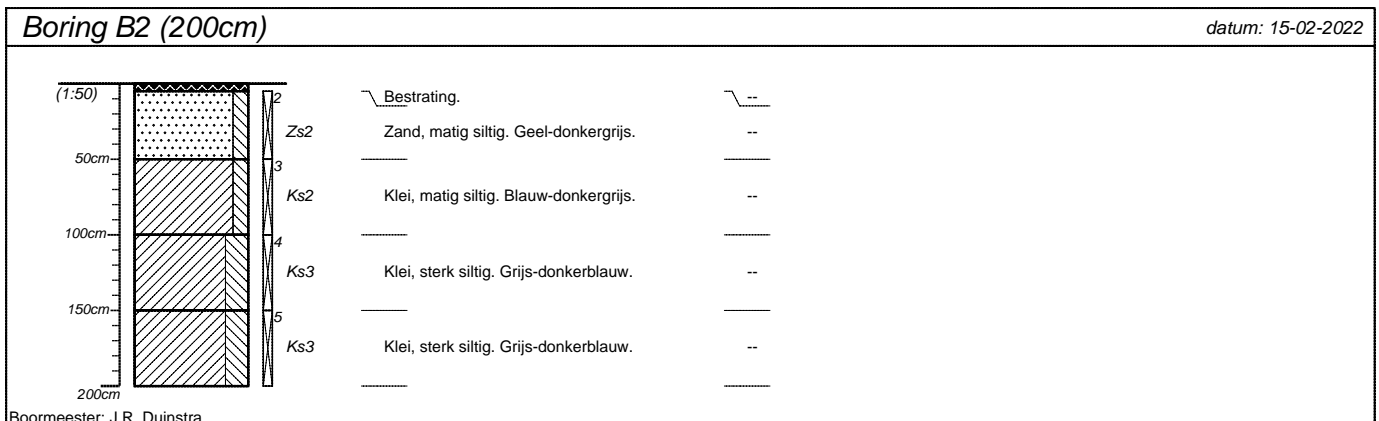 Boring B2 (200cm) datum: 15-02-2022
(1:50) 2 Bestrating. --
Zs2 Zand, matig siltig. Geel-donkergrijs. --
50cm 3
Ks2 Klei, matig siltig. Blauw-donkergrijs. --
100cm 4
Ks3 Klei, sterk siltig. Grijs-donkerblauw. --
150cm 5
Ks3 Klei, sterk siltig. Grijs-donkerblauw. --
200cm
Boormeester: J.R. Duinstra